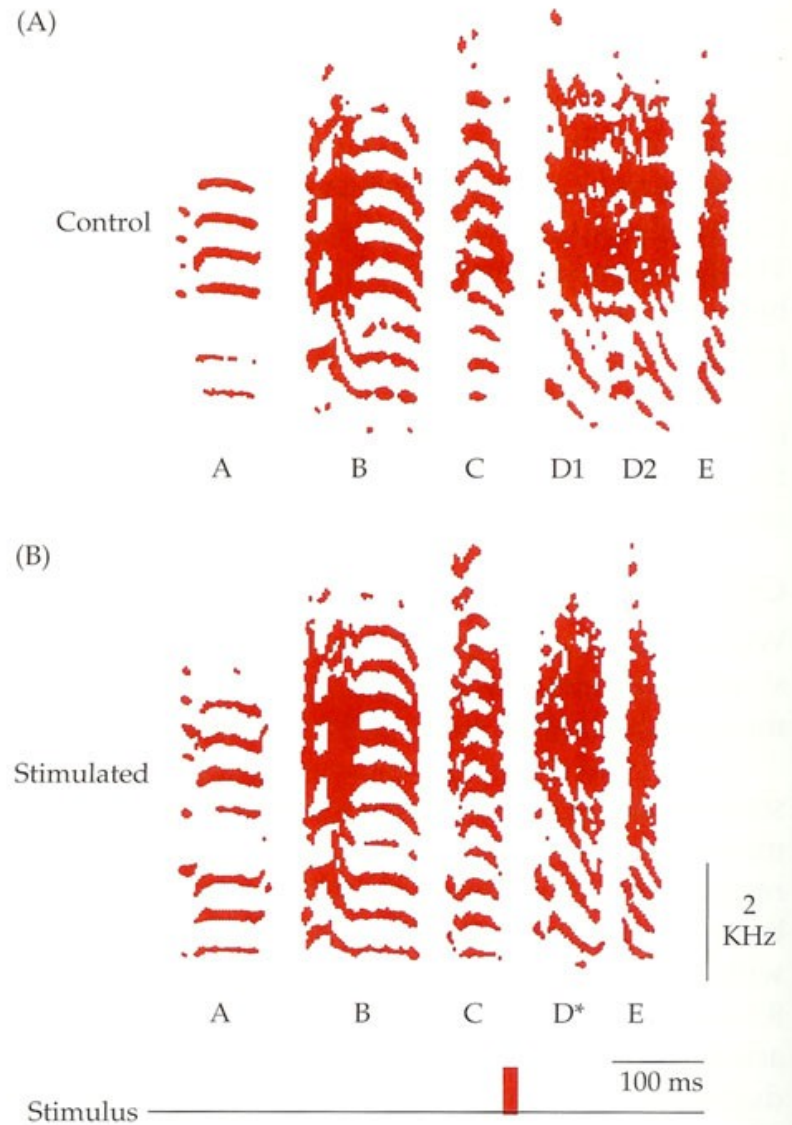 (A)
Control
A B C D1 D2 E
(B)
Stimulated
2
KHz
A B C D* E
100 ms
Stimulus